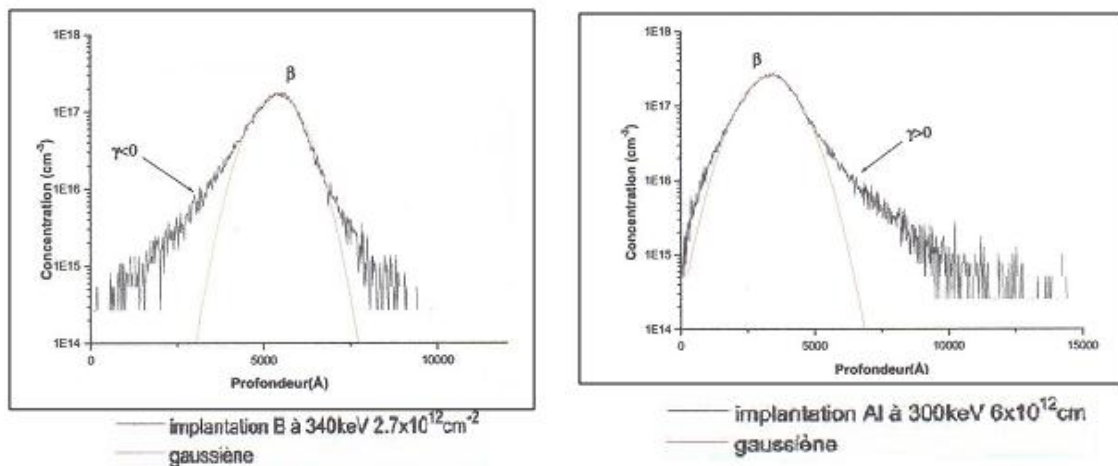 1E18
1E17
1E16
1E15
1E14
Concentration (cm⁻³)
γ<0
β
0
5000
10000
Profondeur(Å)
implantation B à 340keV 2.7x10¹²cm⁻²
gaussiène
1E18
1E17
1E16
1E15
1E14
Concentration (cm⁻³)
β
γ>0
0
5000
10000
15000
Profondeur(Å)
implantation Al à 300keV 6x10¹²cm
gaussiène